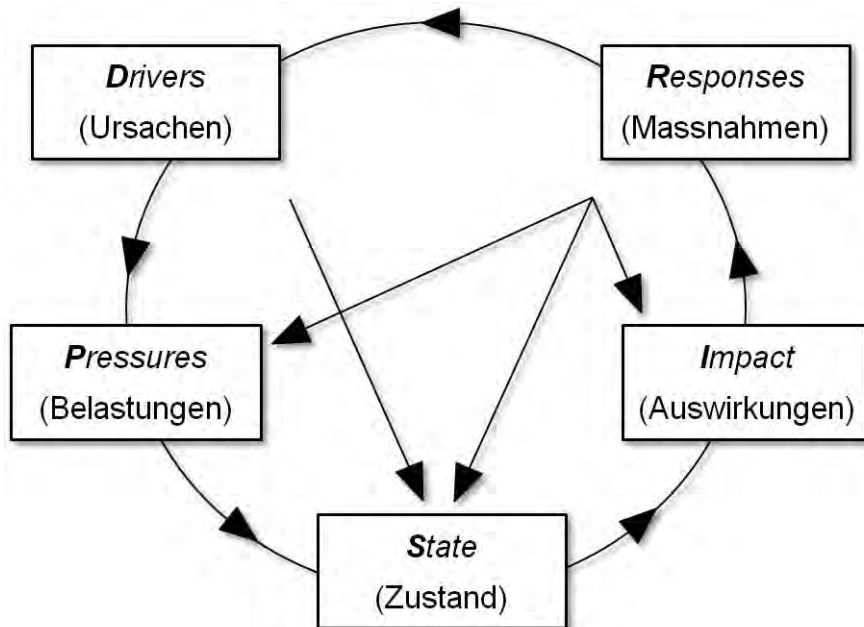 Drivers
(Ursachen)
Responses
(Massnahmen)
Pressures
(Belastungen)
Impact
(Auswirkungen)
State
(Zustand)